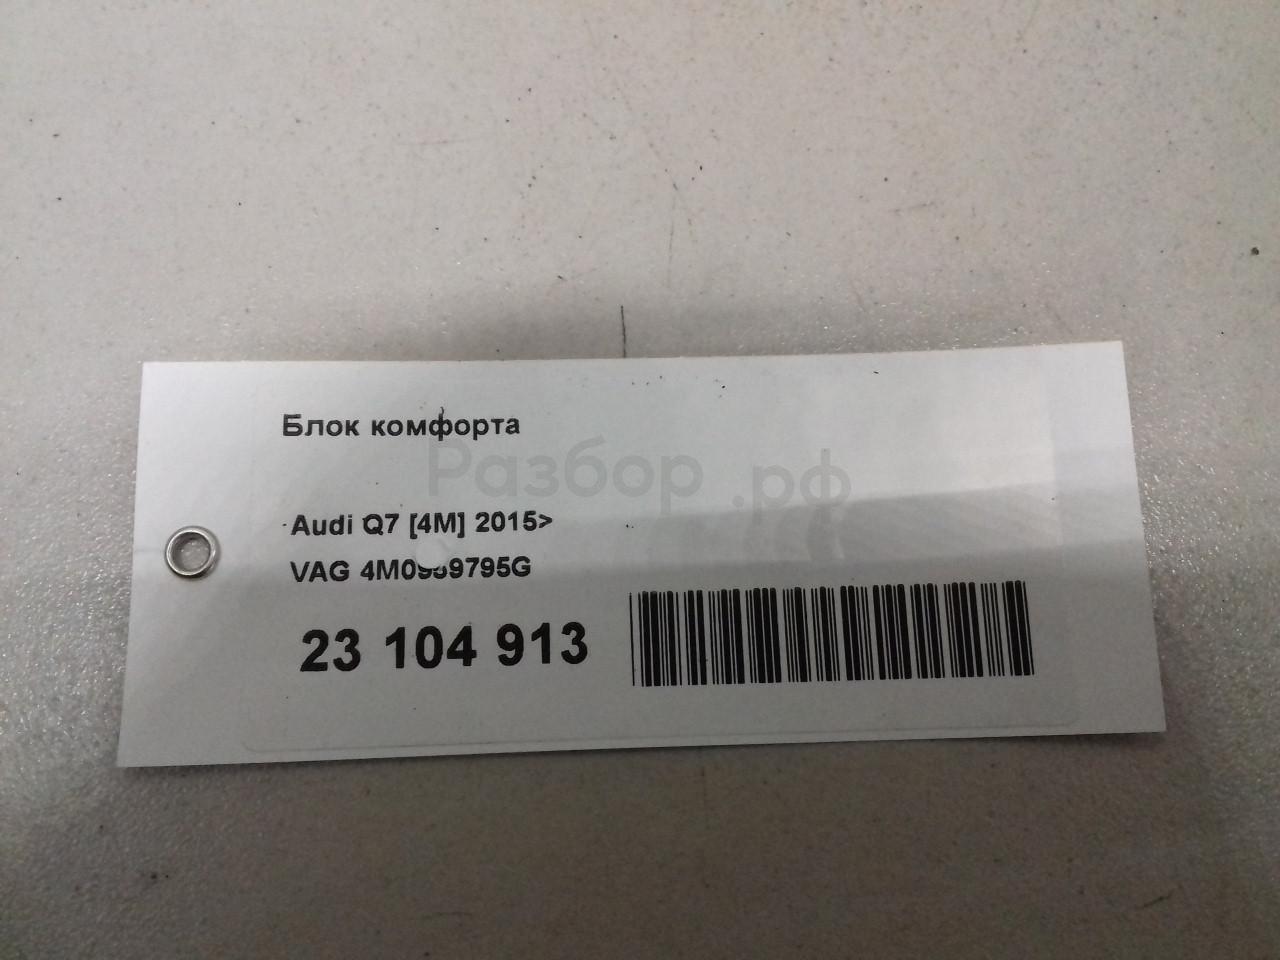 Блок комфорта
Разбор.рф
Audi Q7 [4M] 2015>
VAG 4M0959795G
23 104 913